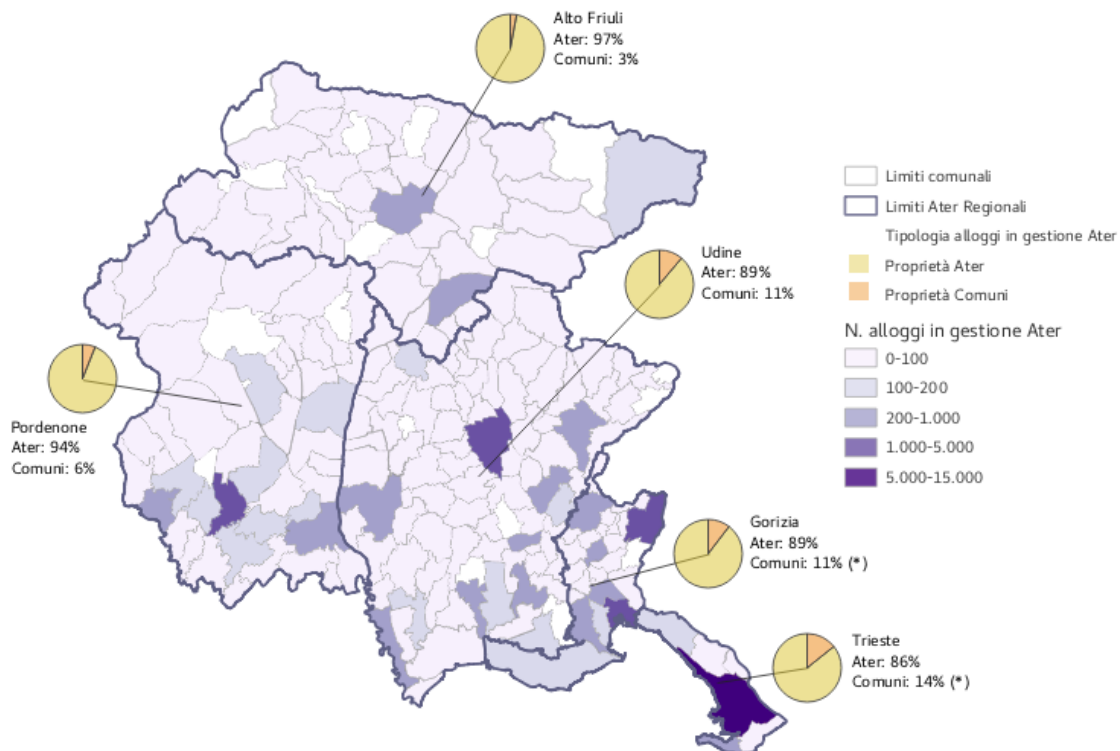 Alto Friuli
Ater: 97%
Comuni: 3%
Limiti comunali
Limiti Ater Regionali
Tipologia alloggi in gestione Ater
Proprietà Ater
Proprietà Comuni
N. alloggi in gestione Ater
0-100
100-200
200-1.000
1.000-5.000
5.000-15.000
Udine
Ater: 89%
Comuni: 11%
Pordenone
Ater: 94%
Comuni: 6%
Gorizia
Ater: 89%
Comuni: 11% (*)
Trieste
Ater: 86%
Comuni: 14% (*)